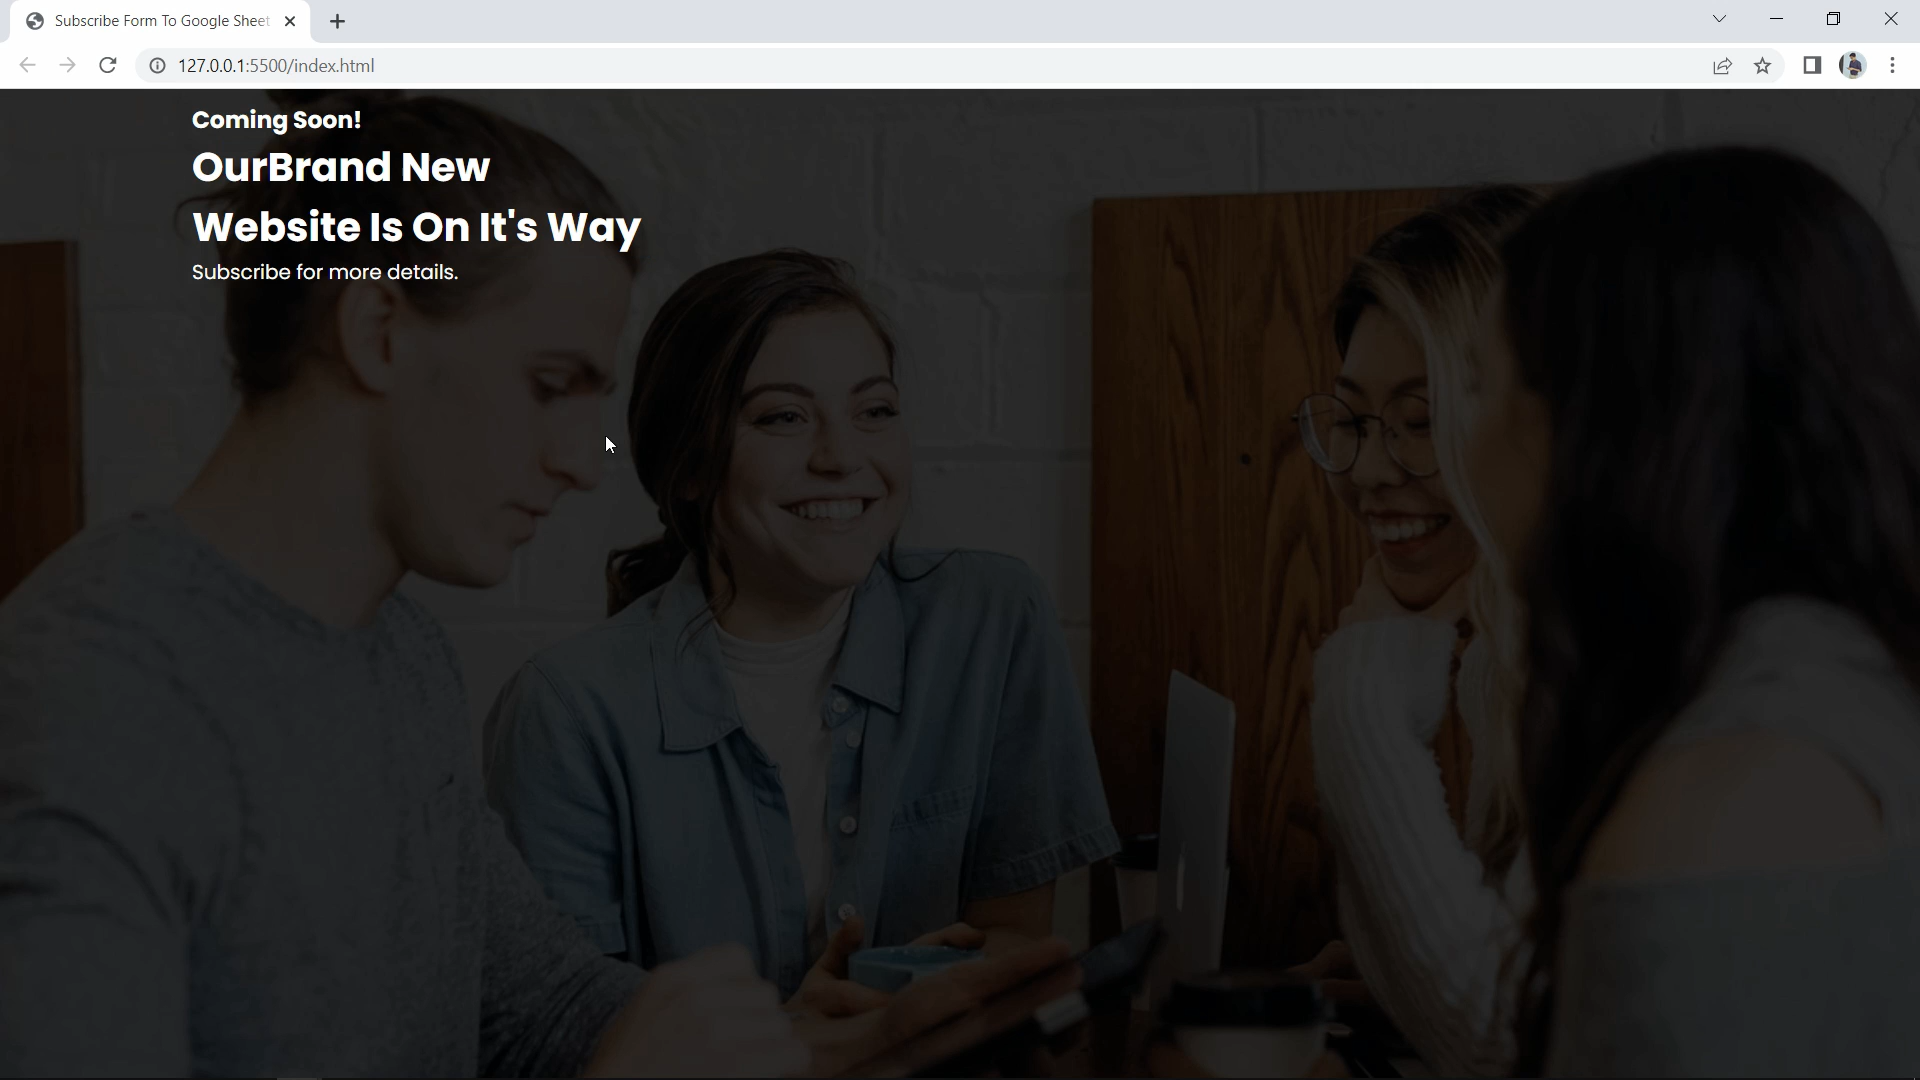 Subscribe Form To Google Sheet
127.0.0.1:5500/index.html
Coming Soon!
OurBrand New
Website Is On It's Way
Subscribe for more details.